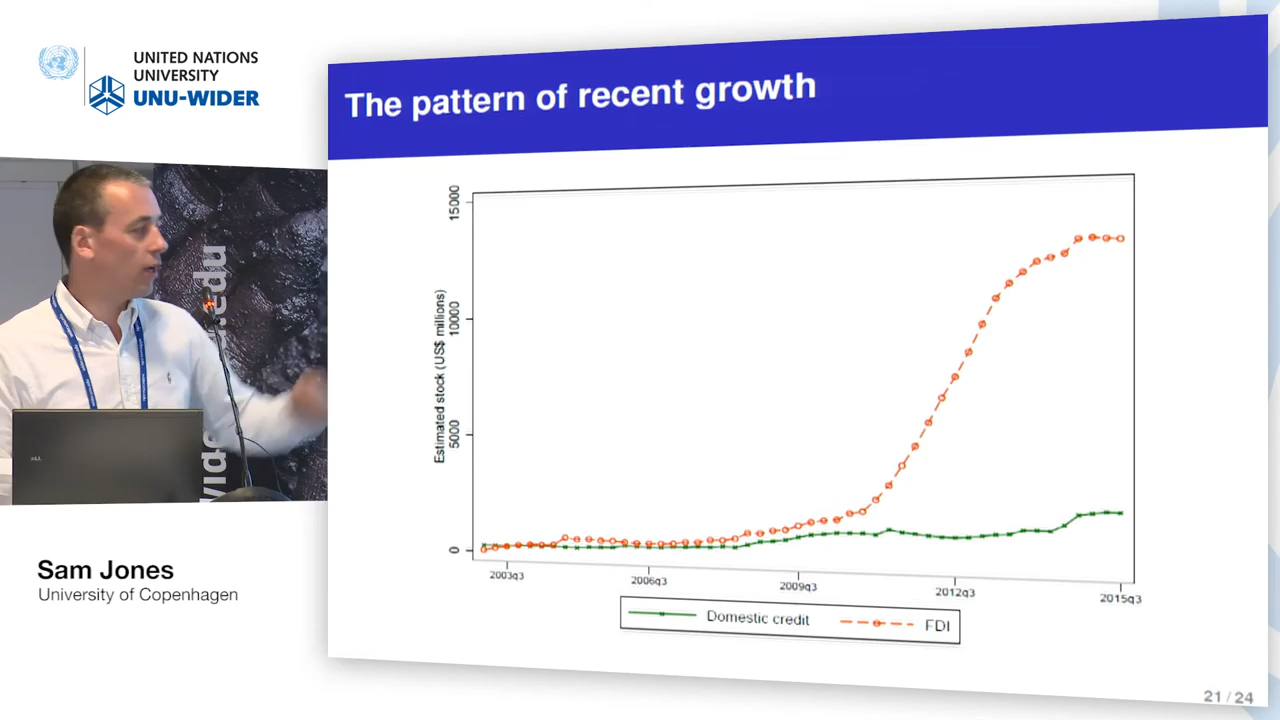 UNITED NATIONS
UNIVERSITY
UNU-WIDER
The pattern of recent growth
Estimated stock (US$ millions)
15000
10000
5000
0
2003q3
2006q3
2009q3
2012q3
2015q3
Domestic credit
FDI
DELL
Sam Jones
University of Copenhagen
21 / 24